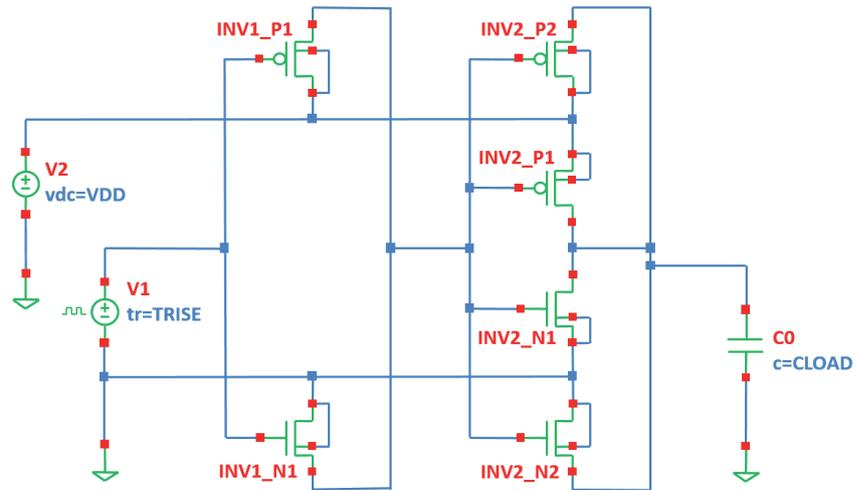 INV1_P1
INV2_P2
INV2_P1
V2
vdc=VDD
V1
tr=TRISE
INV2_N1
C0
c=CLOAD
INV1_N1
INV2_N2